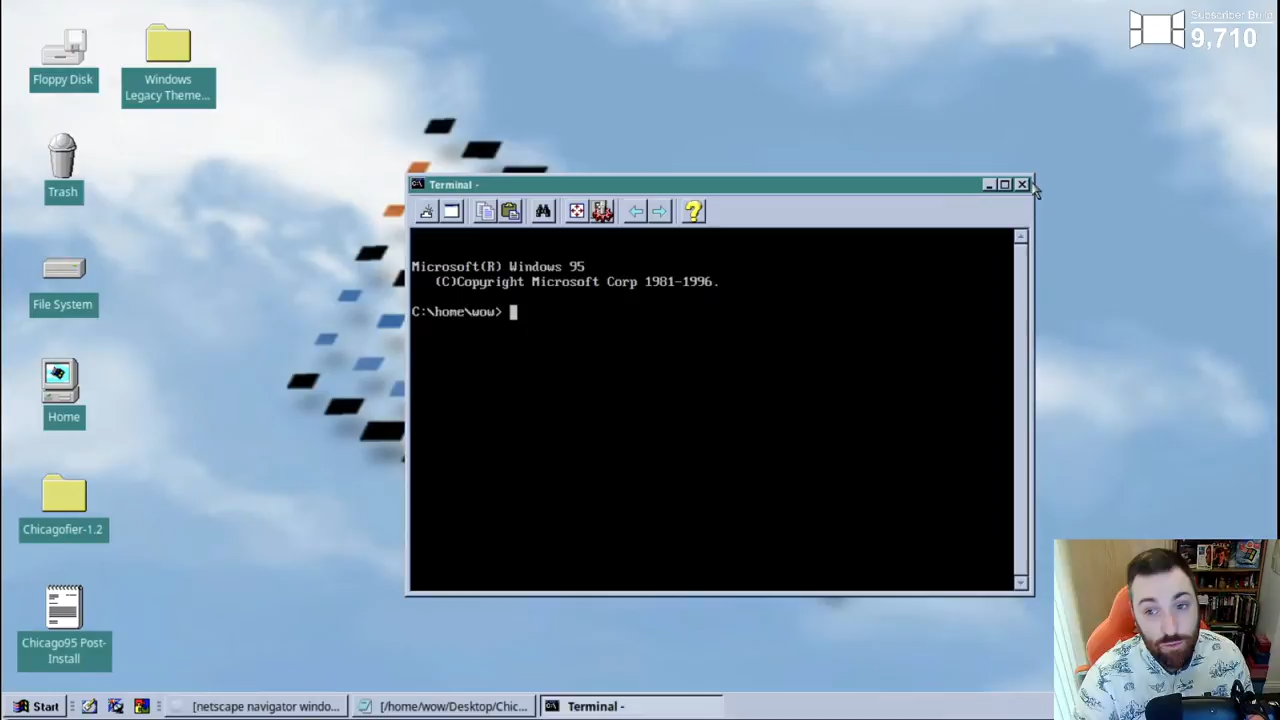 Subscriber Build
9,710
Floppy Disk
Windows
Legacy Theme...
Trash
File System
Home
Chicagofier-1.2
Chicago95 Post-
Install
Terminal -
Microsoft(R) Windows 95
(C)Copyright Microsoft Corp 1981-1996.
C:\home\wow>
Start
[netscape navigator windo...
[/home/wow/Desktop/Chic...
Terminal -